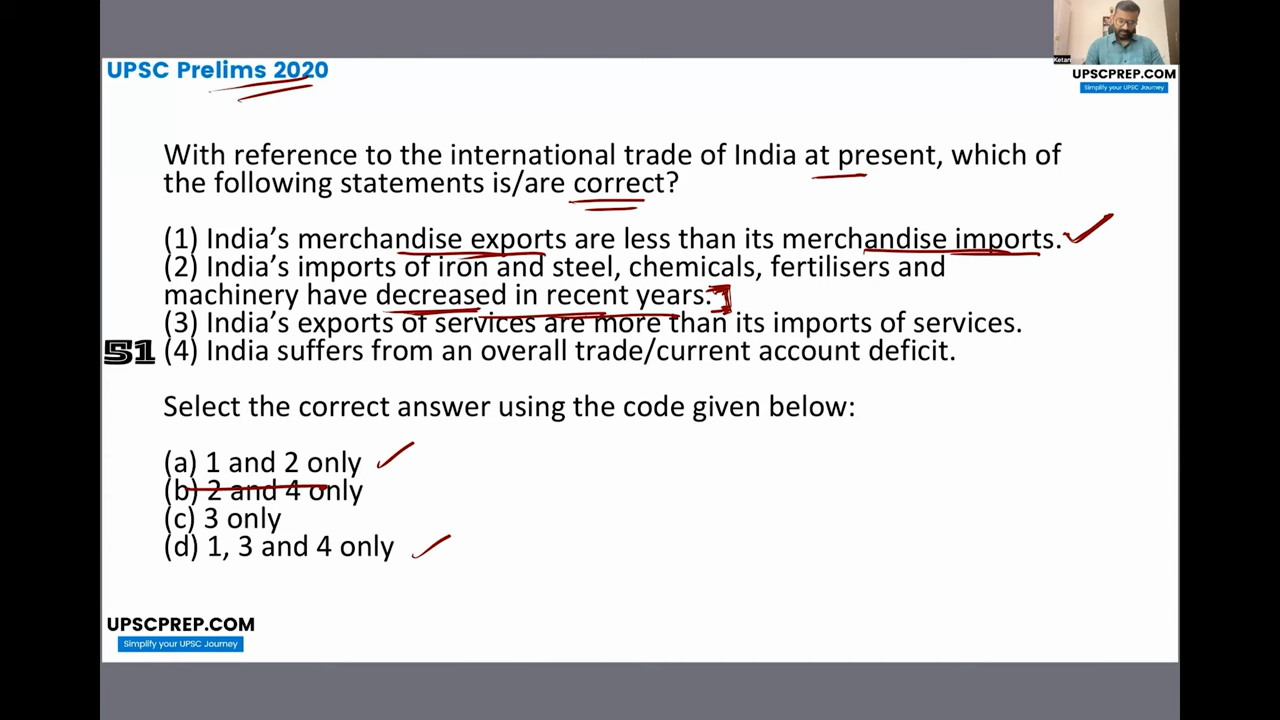 UPSC Prelims 2020
Ketan
UPSCPREP.COM
Simplify your UPSC Journey
With reference to the international trade of India at present, which of
the following statements is/are correct?
(1) India’s merchandise exports are less than its merchandise imports.
(2) India’s imports of iron and steel, chemicals, fertilisers and
machinery have decreased in recent years.
(3) India’s exports of services are more than its imports of services.
51
(4) India suffers from an overall trade/current account deficit.
Select the correct answer using the code given below:
(a) 1 and 2 only
(b) 2 and 4 only
(c) 3 only
(d) 1, 3 and 4 only
UPSCPREP.COM
Simplify your UPSC Journey